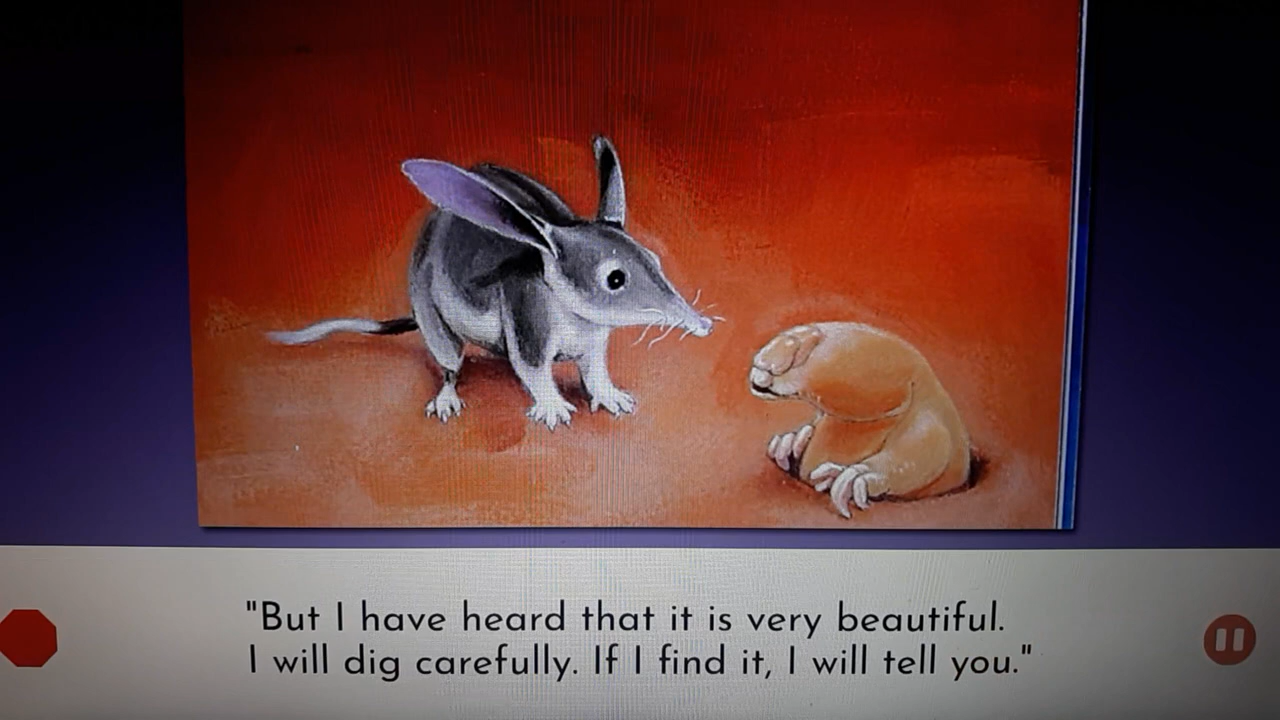 "But I have heard that it is very beautiful.
I will dig carefully. If I find it, I will tell you."